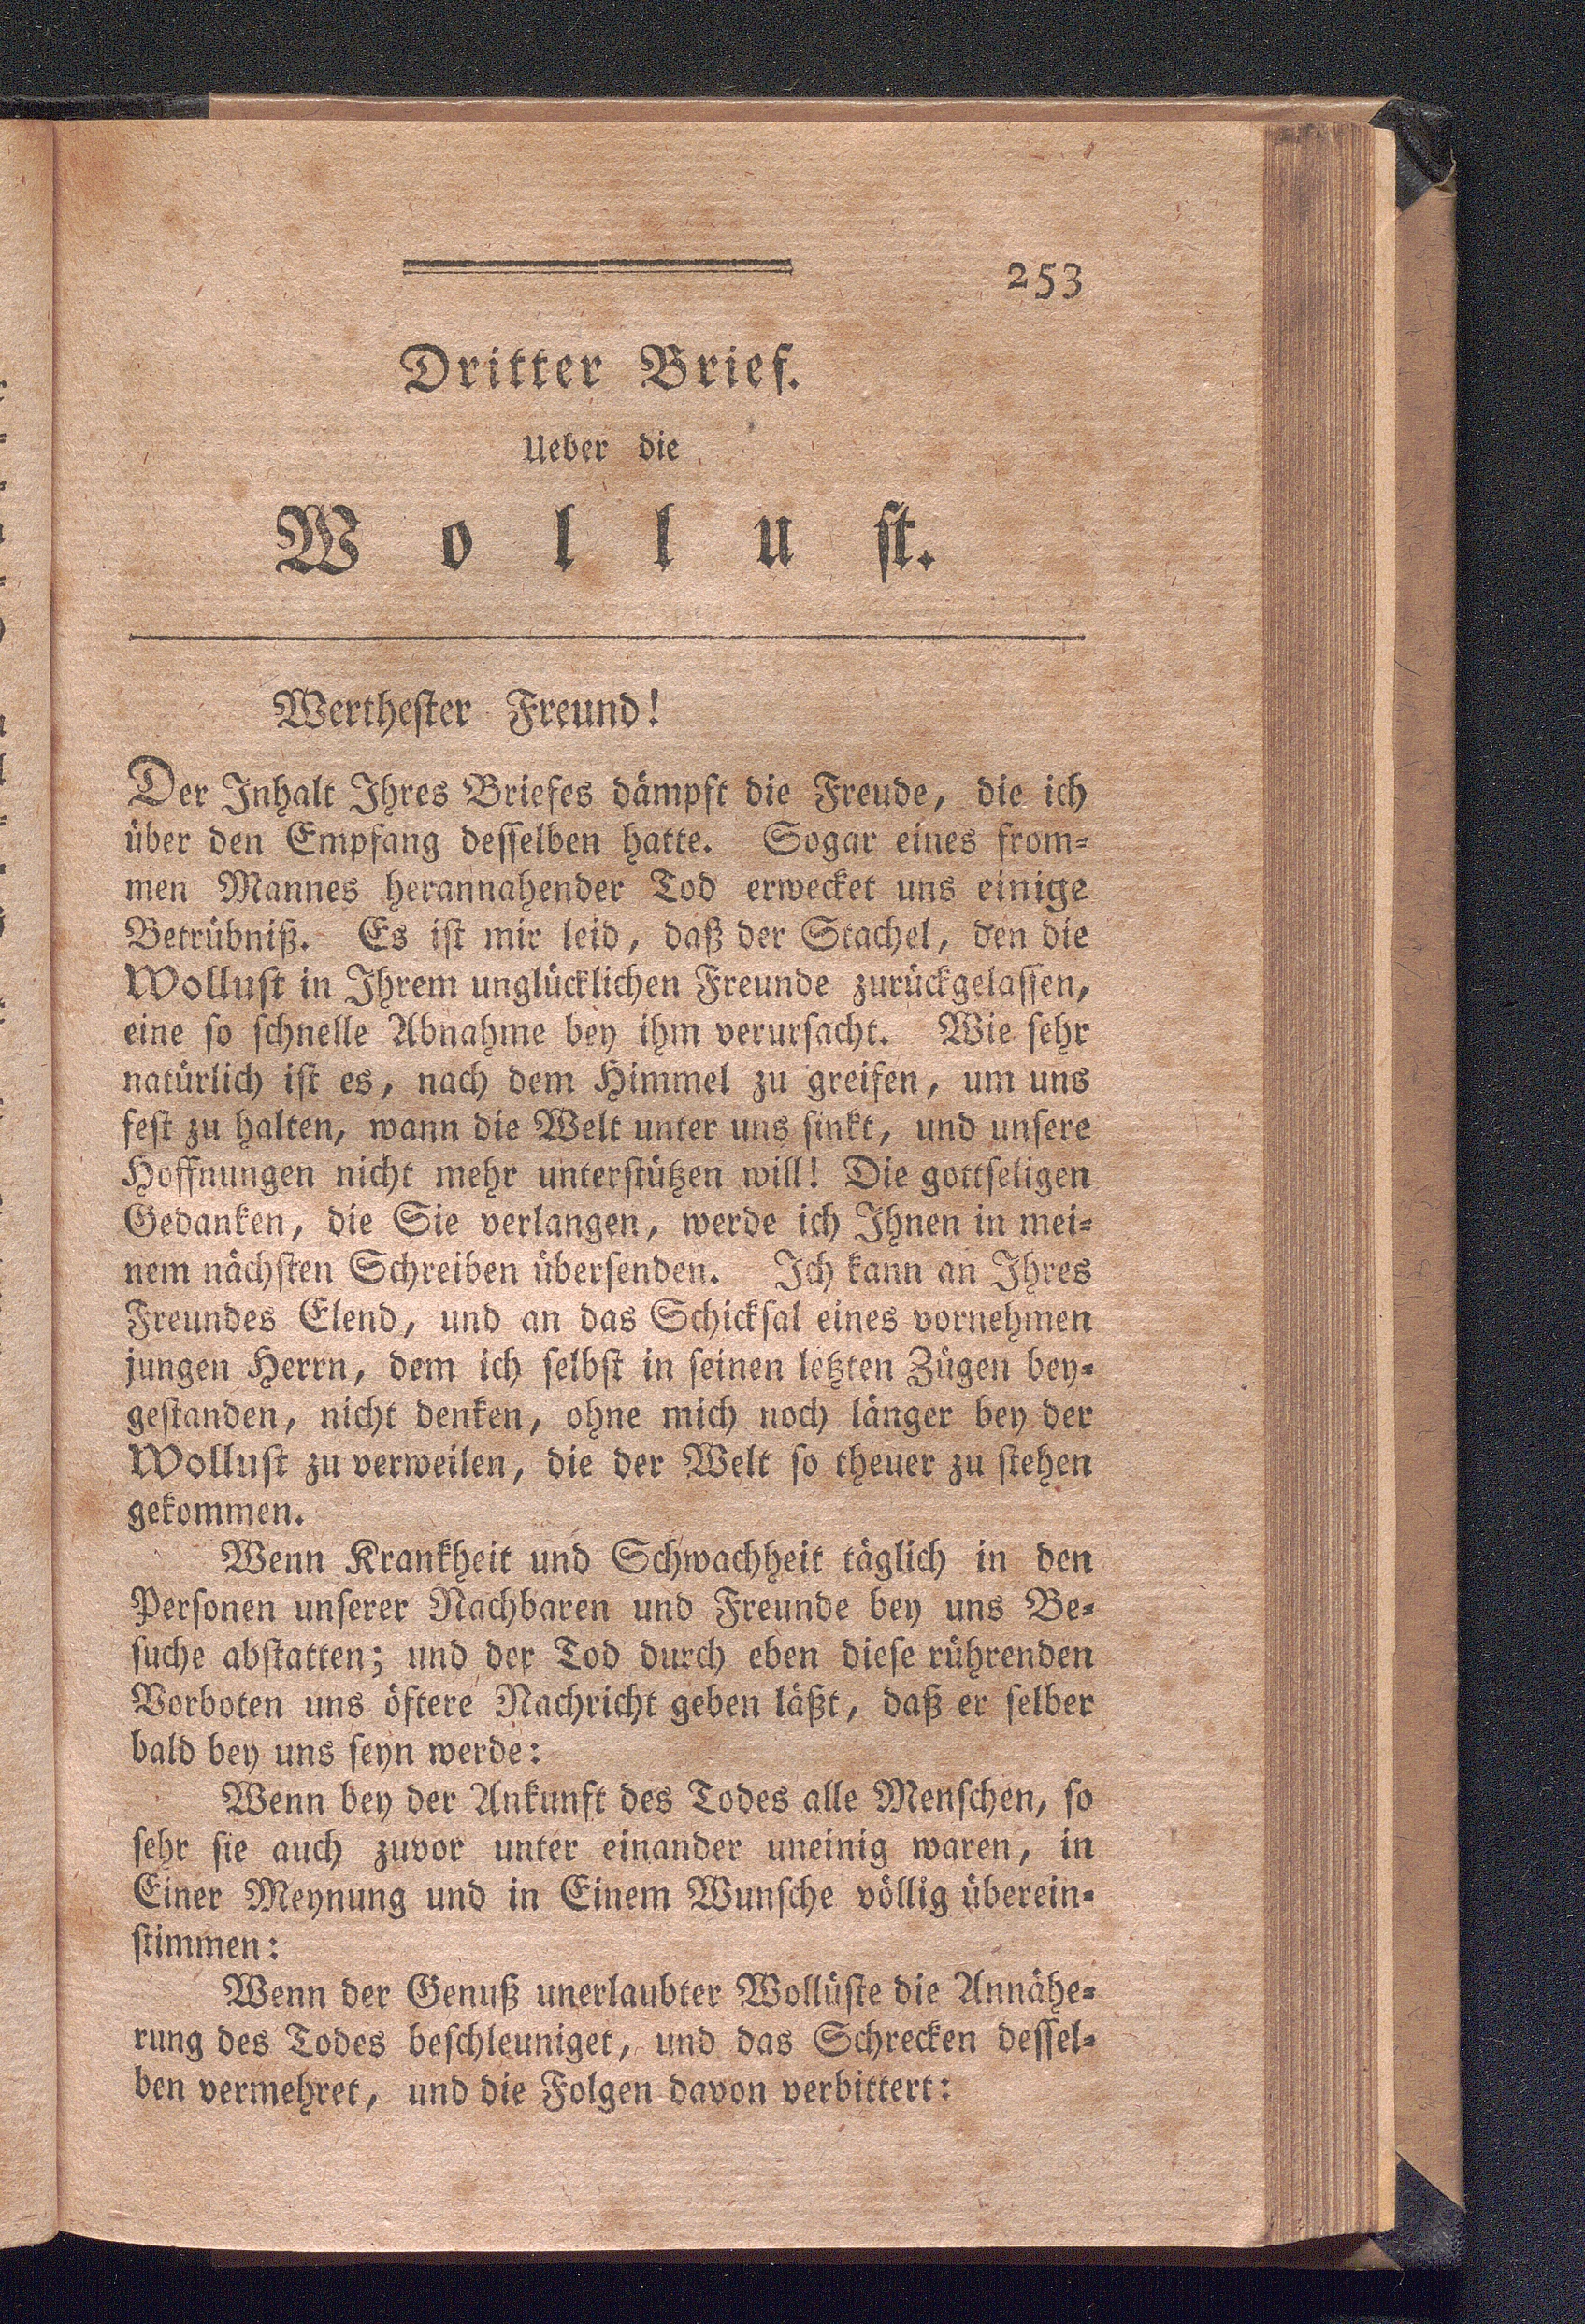 253
Dritter Brief.
Ueber die
Wollust.
Werthester Freund!
Der Inhalt Ihres Briefes dämpft die Freude, die ich
über den Empfang desselben hatte. Sogar eines from-
men Mannes herannahender Tod erwecket uns einige
Betrübniß. Es ist mir leid, daß der Stachel, den die
Wollust in Ihrem unglücklichen Freunde zurückgelassen,
eine so schnelle Abnahme bey ihm verursacht. Wie sehr
natürlich ist es, nach dem Himmel zu greifen, um uns
fest zu halten, wann die Welt unter uns sinkt, und unsere
Hoffnungen nicht mehr unterstützen will! Die gottseligen
Gedanken, die Sie verlangen, werde ich Ihnen in mei-
nem nächsten Schreiben übersenden. Ich kann an Ihres
Freundes Elend, und an das Schicksal eines vornehmen
jungen Herrn, dem ich selbst in seinen letzten Zügen bey-
gestanden, nicht denken, ohne mich noch länger bey der
Wollust zu verweilen, die der Welt so theuer zu stehen
gekommen.
Wenn Krankheit und Schwachheit täglich in den
Personen unserer Nachbaren und Freunde bey uns Be-
suche abstatten; und der Tod durch eben diese rührenden
Vorboten uns öftere Nachricht geben läßt, daß er selber
bald bey uns seyn werde:
Wenn bey der Ankunft des Todes alle Menschen, so
sehr sie auch zuvor unter einander uneinig waren, in
Einer Meynung und in Einem Wunsche völlig überein-
stimmen:
Wenn der Genuß unerlaubter Wollüste die Annähe-
rung des Todes beschleuniget, und das Schrecken dessel-
ben vermehret, und die Folgen davon verbittert: